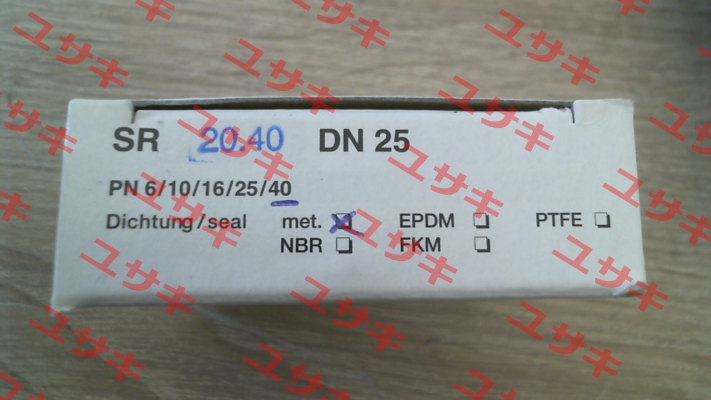 SR 20.40 DN 25
PN 6/10/16/25/40
Dichtung/seal met. ☒ EPDM ❑ PTFE ❑
NBR ❑ FKM ❑
ユサキ